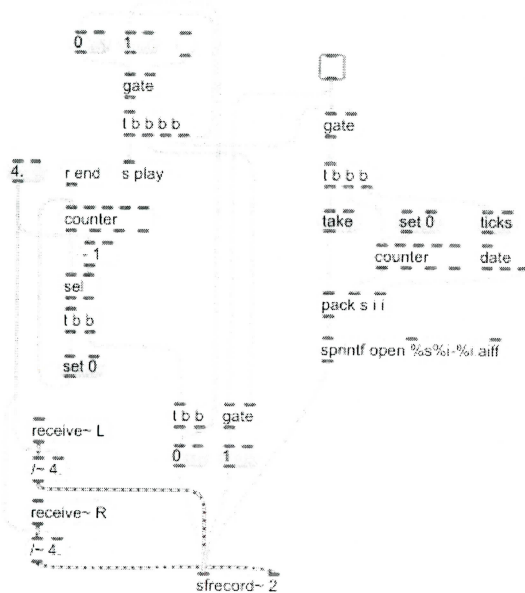 0 1
gate
t b b b b
4. r end s play
counter
- 1
sel
t b b
set 0
gate
t b b b
take set 0 ticks
counter date
pack s i i
sprintf open %s%i-%i aiff
t b b gate
0 1
receive~ L
/~ 4.
receive~ R
/~ 4.
sfrecord~ 2